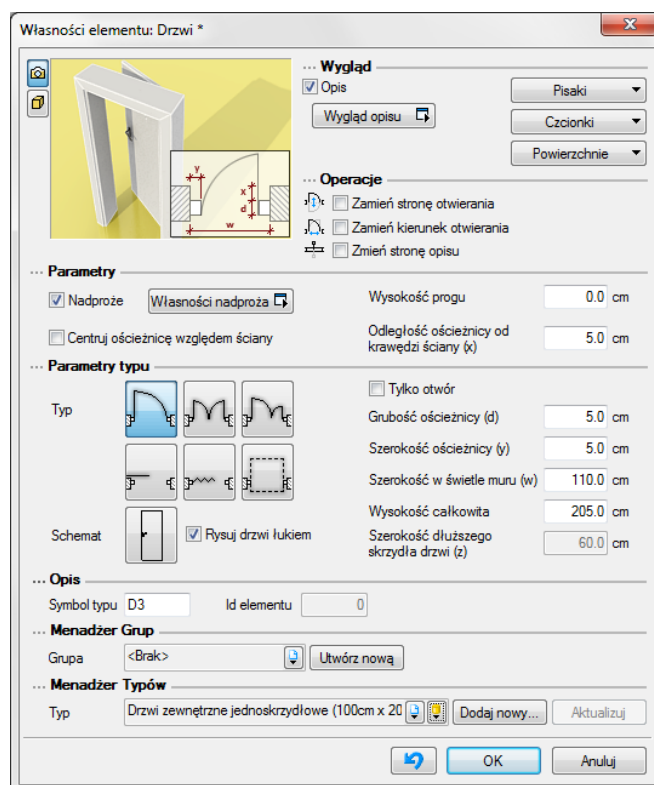 Własności elementu: Drzwi *
Wygląd
Opis
Pisaki
Wygląd opisu
Czcionki
Powierzchnie
y
x
d
w
Operacje
Zamień stronę otwierania
Zamień kierunek otwierania
Zmień stronę opisu
Parametry
Nadproże
Własności nadproża
Wysokość progu
0.0 cm
Centruj ościeżnicę względem ściany
Odległość ościeżnicy od
krawędzi ściany (x)
5.0 cm
Parametry typu
Typ
Tylko otwór
Grubość ościeżnicy (d)
5.0 cm
Szerokość ościeżnicy (y)
5.0 cm
Szerokość w świetle muru (w)
110.0 cm
Wysokość całkowita
205.0 cm
Schemat
Rysuj drzwi łukiem
Szerokość dłuższego
skrzydła drzwi (z)
60.0 cm
Opis
Symbol typu D3
Id elementu 0
Menadżer Grup
Grupa <Brak>
Utwórz nową
Menadżer Typów
Typ Drzwi zewnętrzne jednoskrzydłowe (100cm x 20
Dodaj nowy...
Aktualizuj
OK
Anuluj